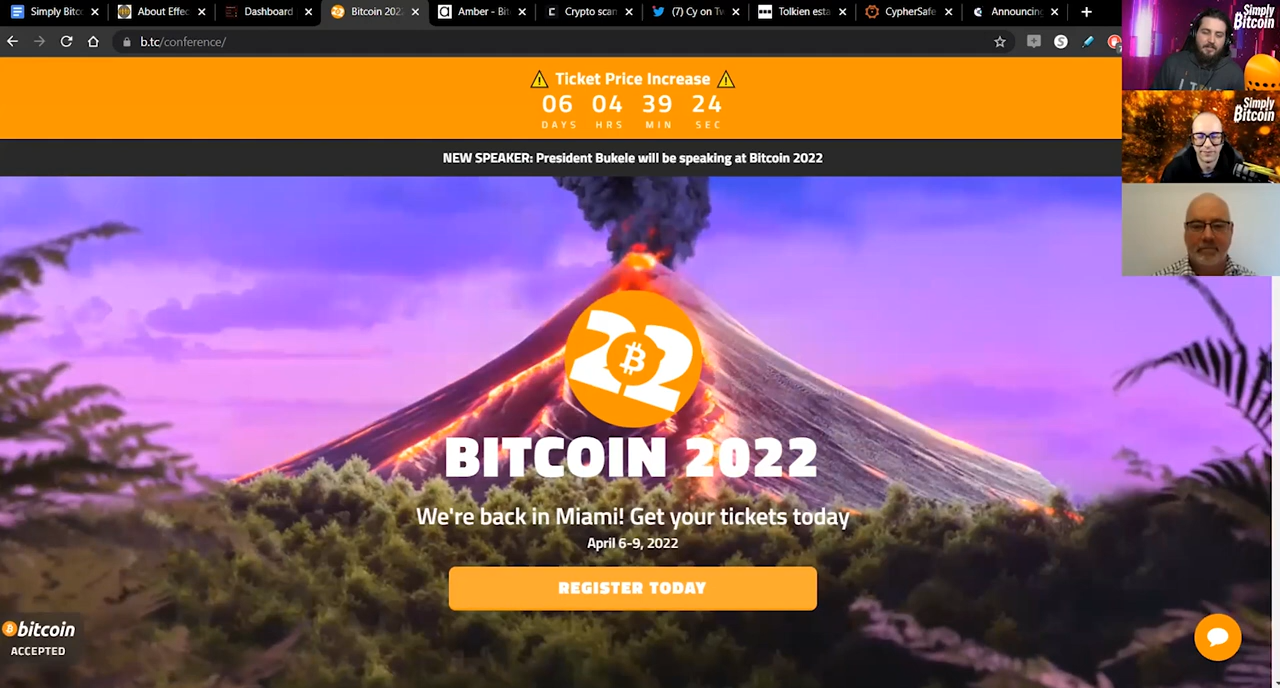 Simply Bitc
About Effec
Dashboard
Bitcoin 202
Amber - Bit
Crypto scan
(7) Cy on Tw
Tolkien esta
CypherSafe
Announcing
b.tc/conference/
Simply
Bitcoin
Simply
Bitcoin
Ticket Price Increase
06 04 39 24
DAYS HRS MIN SEC
NEW SPEAKER: President Bukele will be speaking at Bitcoin 2022
22
BITCOIN 2022
We're back in Miami! Get your tickets today
April 6-9, 2022
REGISTER TODAY
bitcoin
ACCEPTED